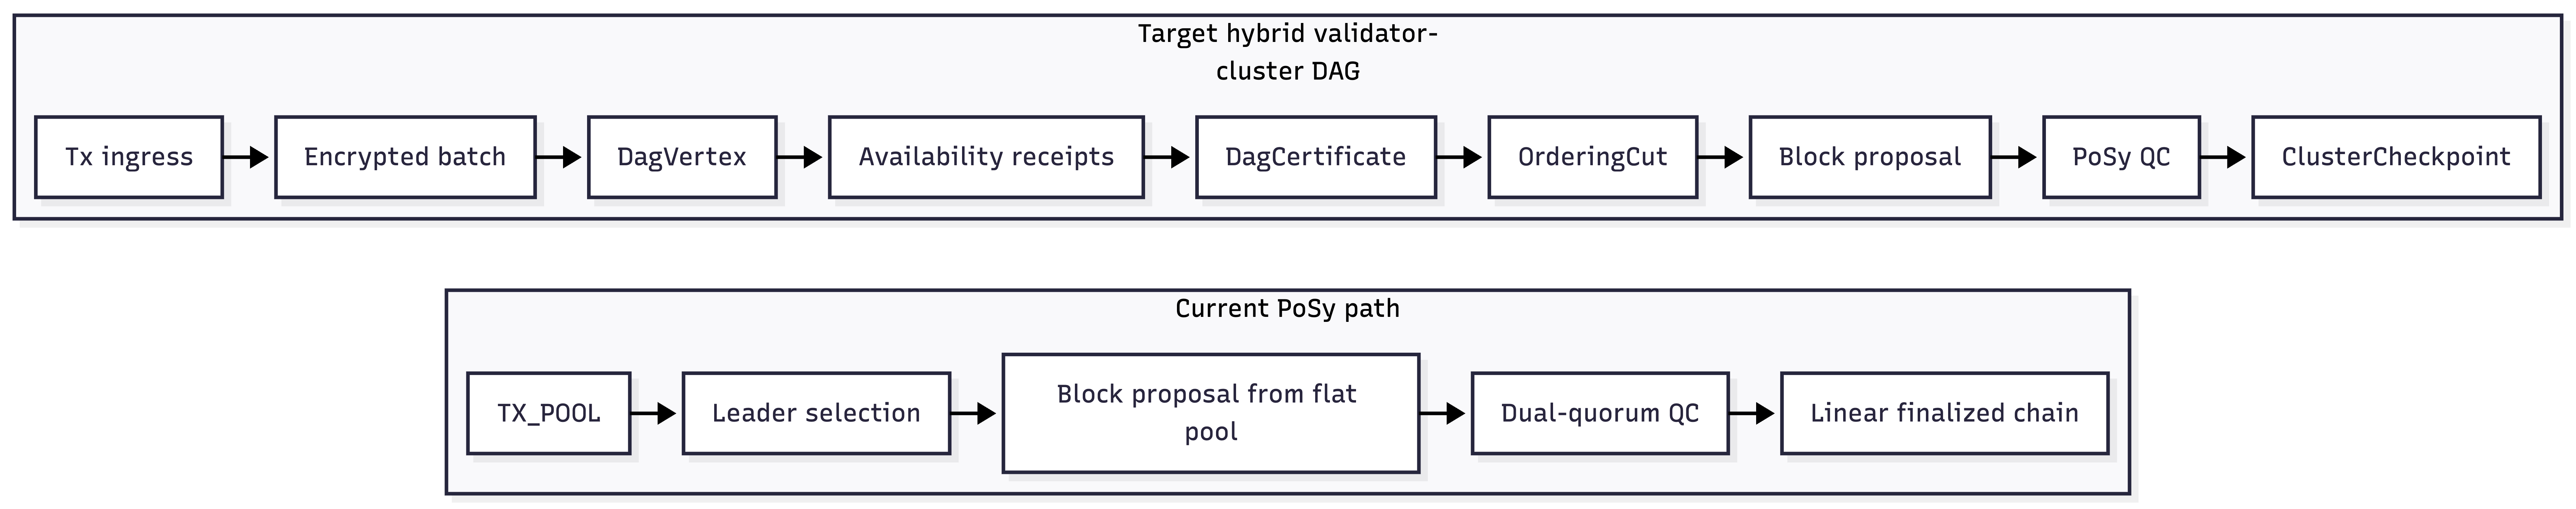 Target hybrid validator-
cluster DAG
Tx ingress
Encrypted batch
DagVertex
Availability receipts
DagCertificate
OrderingCut
Block proposal
PoSy QC
ClusterCheckpoint
Current PoSy path
TX_POOL
Leader selection
Block proposal from flat
pool
Dual-quorum QC
Linear finalized chain